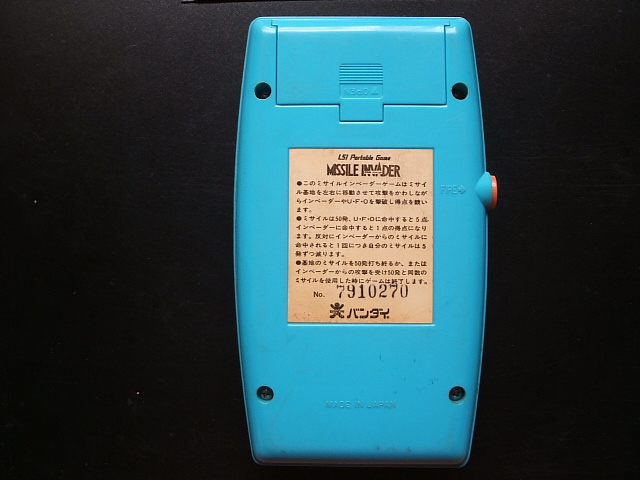 OPEN
LSI Portable Game
MISSILE INVADER
●このミサイルインベーダーゲームはミサイ
ル基地を左右に移動させて攻撃をかわしなが
らインベーダーやU・F・Oを撃破し得点を競い
ます。
●ミサイルは50発、U・F・Oに命中すると5点、
インベーダーに命中すると1点の得点になり
ます。反対にインベーダーからのミサイルに
命中されると1回につき自分のミサイルは5
発ずつ減ります。
●基地のミサイルを50発打ち終るか、または
インベーダーからの攻撃を受け50発と同数の
ミサイルを使用した時にゲームは終了します。
No. 7910270
バンダイ
FIRE
MADE IN JAPAN